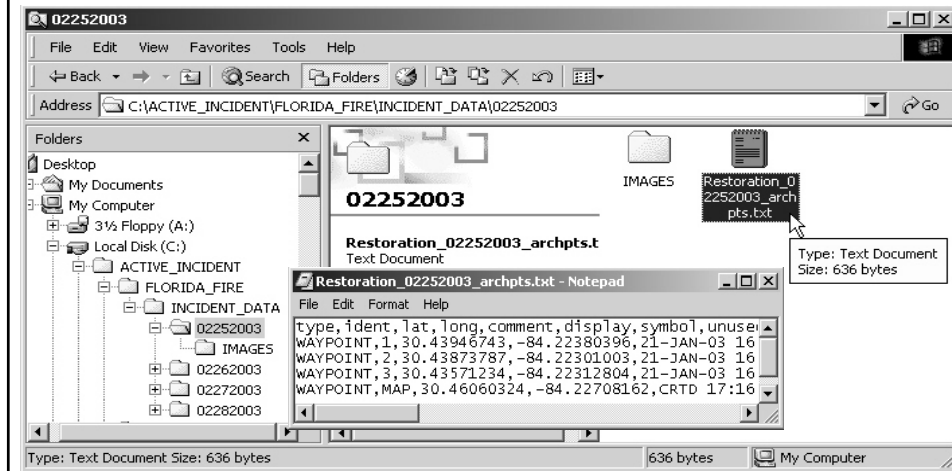 02252003
File Edit View Favorites Tools Help
Back Search Folders
Address C:\ACTIVE_INCIDENT\FLORIDA_FIRE\INCIDENT_DATA\02252003 Go
Folders
Desktop
My Documents
My Computer
3½ Floppy (A:)
Local Disk (C:)
ACTIVE_INCIDENT
FLORIDA_FIRE
INCIDENT_DATA
02252003
IMAGES
02262003
02272003
02282003
02252003
Restoration_02252003_archpts.t
Text Document
IMAGES
Restoration_0
2252003_arch
pts.txt
Type: Text Document
Size: 636 bytes
Restoration_02252003_archpts.txt - Notepad
File Edit Format Help
type,ident,lat,long,comment,display,symbol,unuse
WAYPOINT,1,30.43946743,-84.22380396,21-JAN-03 16
WAYPOINT,2,30.43873787,-84.22301003,21-JAN-03 16
WAYPOINT,3,30.43571234,-84.22312804,21-JAN-03 16
WAYPOINT,MAP,30.46060324,-84.22708162,CRTD 17:16
Type: Text Document Size: 636 bytes 636 bytes My Computer